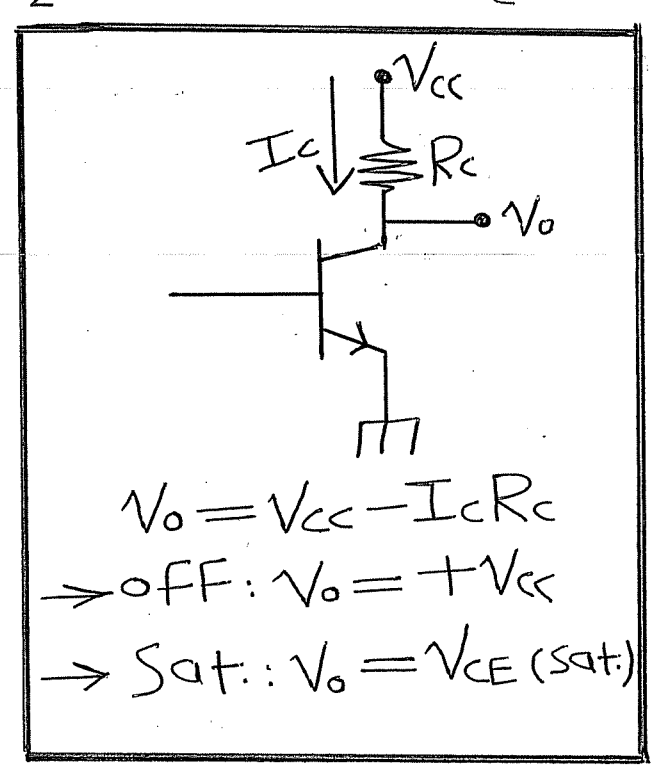 Vcc
Ic
Rc
Vo
Vo = Vcc - IcRc
→ OFF: Vo = +Vcc
→ Sat.: Vo = VCE (sat.)